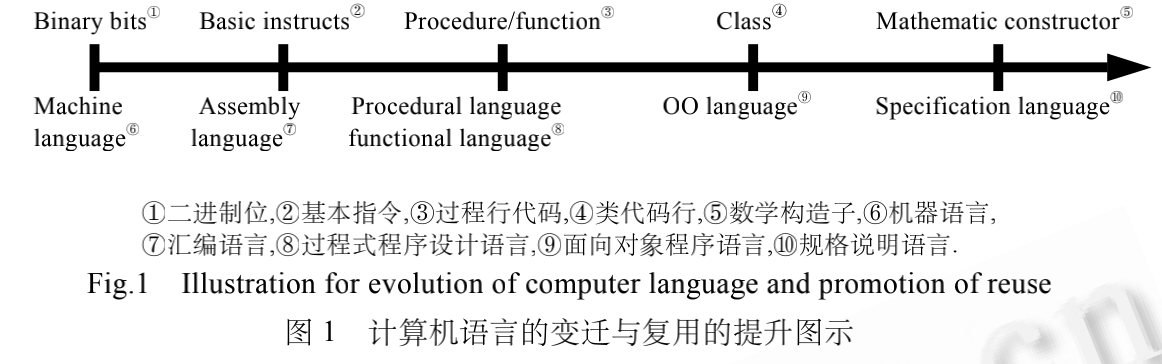 Binary bits① Basic instructs② Procedure/function③ Class④ Mathematic constructor⑤
Machine language⑥ Assembly language⑦ Procedural language functional language⑧ OO language⑨ Specification language⑩
①二进制位,②基本指令,③过程行代码,④类代码行,⑤数学构造子,⑥机器语言,
⑦汇编语言,⑧过程式程序设计语言,⑨面向对象程序语言,⑩规格说明语言.
Fig.1 Illustration for evolution of computer language and promotion of reuse
图 1 计算机语言的变迁与复用的提升图示